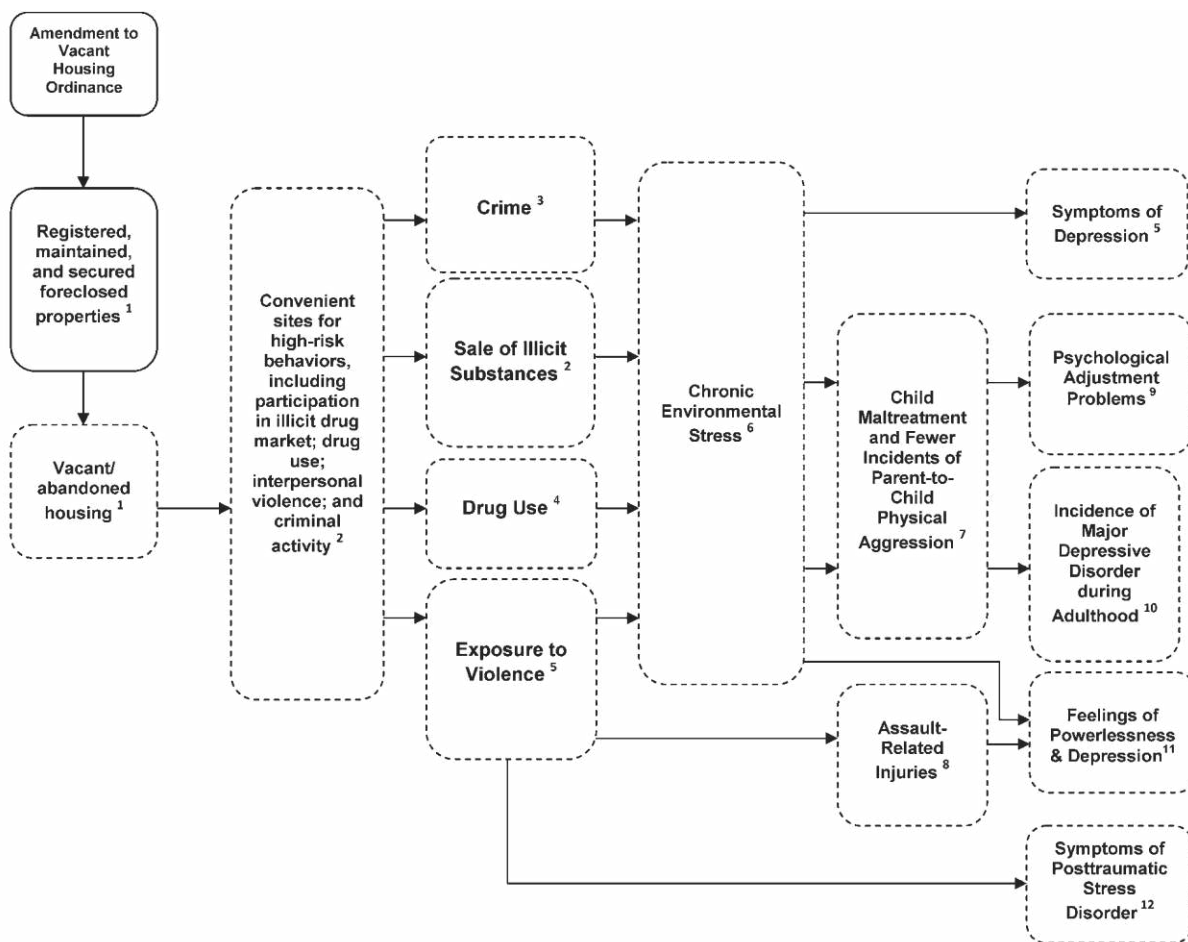 Amendment to
Vacant
Housing
Ordinance
Registered,
maintained,
and secured
foreclosed
properties 1
Vacant/
abandoned
housing 1
Convenient
sites for
high-risk
behaviors,
including
participation
in illicit drug
market; drug
use;
interpersonal
violence; and
criminal
activity 2
Crime 3
Sale of Illicit
Substances 2
Drug Use 4
Exposure to
Violence 5
Chronic
Environmental
Stress 6
Child
Maltreatment
and Fewer
Incidents of
Parent-to-
Child
Physical
Aggression 7
Assault-
Related
Injuries 8
Symptoms of
Depression 5
Psychological
Adjustment
Problems 9
Incidence of
Major
Depressive
Disorder
during
Adulthood 10
Feelings of
Powerlessness
& Depression 11
Symptoms of
Posttraumatic
Stress
Disorder 12